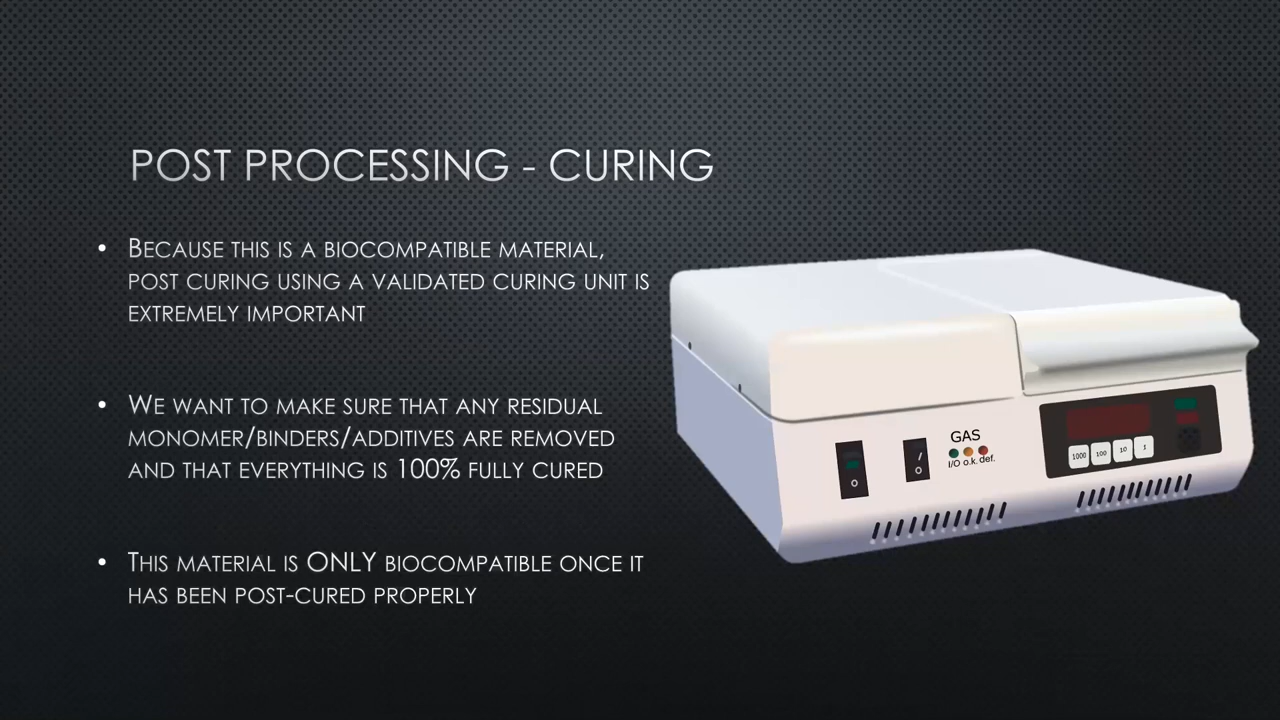 POST PROCESSING - CURING
• BECAUSE THIS IS A BIOCOMPATIBLE MATERIAL,
POST CURING USING A VALIDATED CURING UNIT IS
EXTREMELY IMPORTANT
• WE WANT TO MAKE SURE THAT ANY RESIDUAL
MONOMER/BINDERS/ADDITIVES ARE REMOVED
AND THAT EVERYTHING IS 100% FULLY CURED
• THIS MATERIAL IS ONLY BIOCOMPATIBLE ONCE IT
HAS BEEN POST-CURED PROPERLY
GAS
I/O o.k. def.
1000 100 10 1